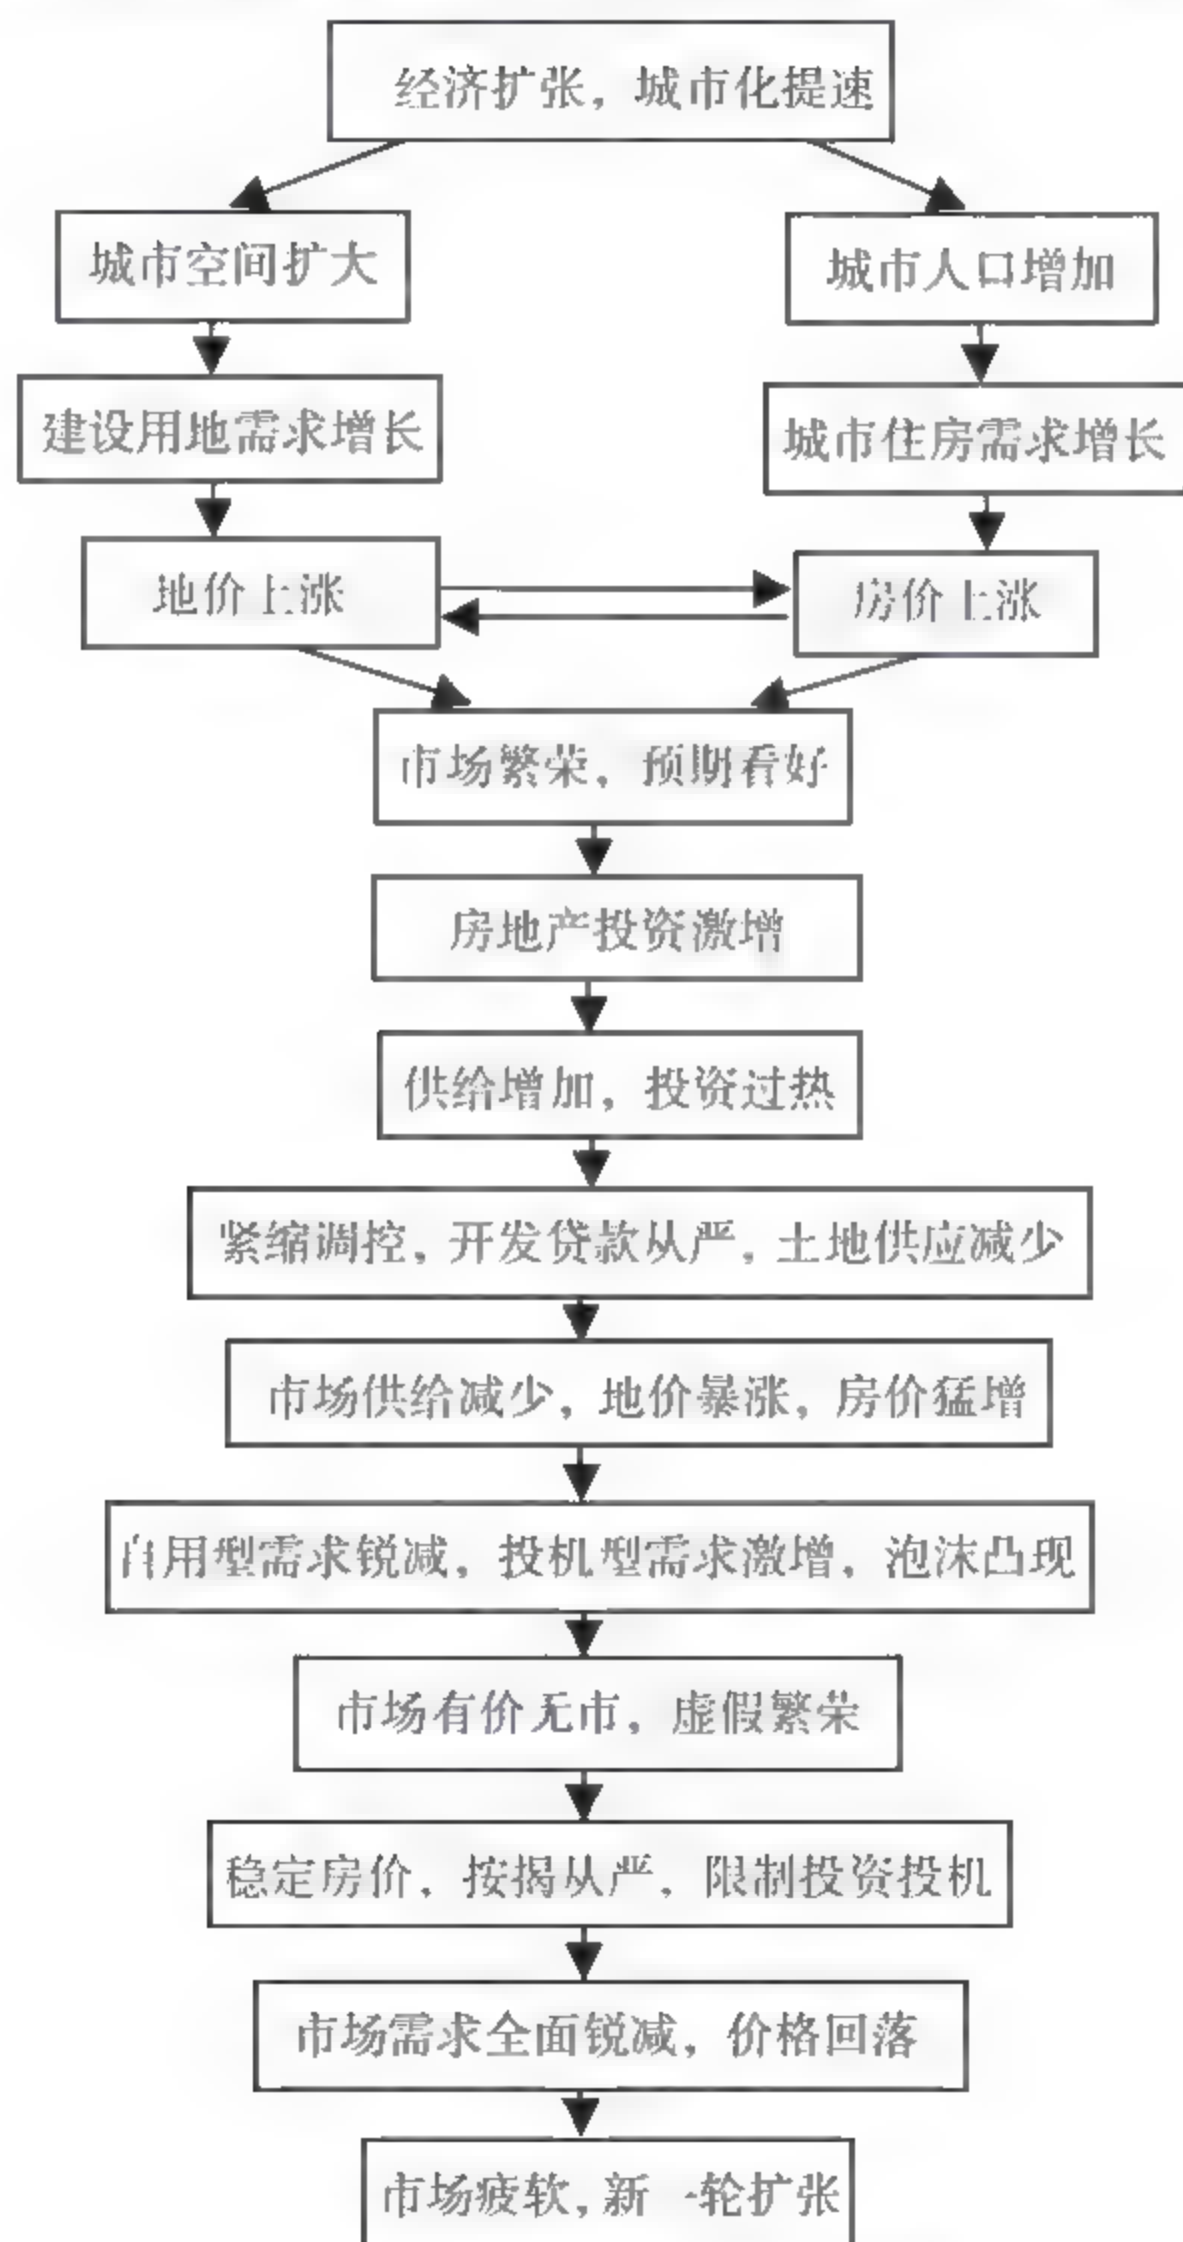 经济扩张，城市化提速
城市空间扩大
城市人口增加
建设用地需求增长
城市住房需求增长
地价上涨
房价上涨
市场繁荣，预期看好
房地产投资激增
供给增加，投资过热
紧缩调控，开发贷款从严，土地供应减少
市场供给减少，地价暴涨，房价猛增
自用型需求锐减，投机型需求激增，泡沫凸现
市场有价无市，虚假繁荣
稳定房价，按揭从严，限制投资投机
市场需求全面锐减，价格回落
市场疲软，新一轮扩张